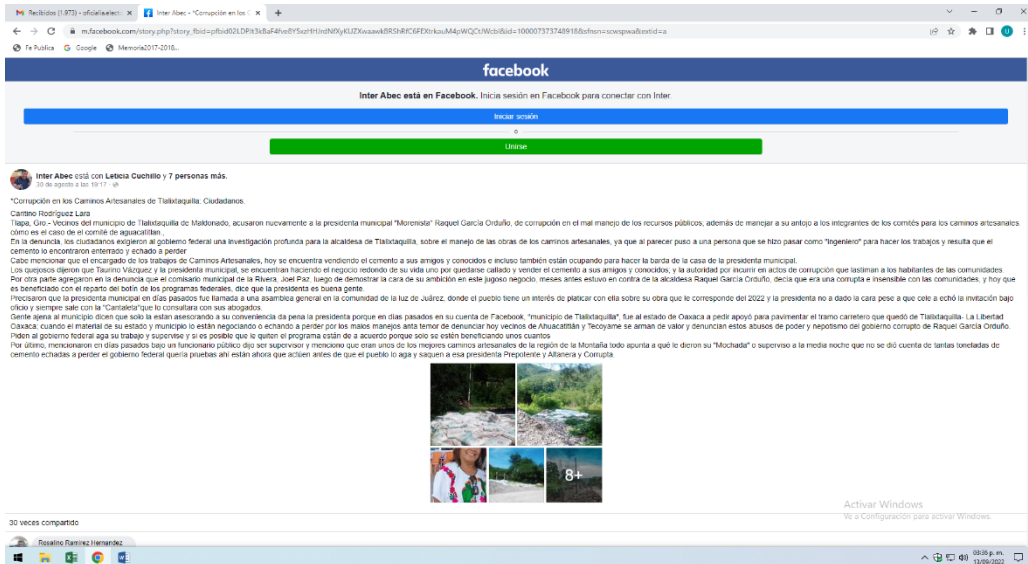 Recibidos (1.973) - oficialia.elect
Inter Abec - "Corrupción en los C
m.facebook.com/story.php?story_fbid=
Fe Publica Google Memoria2017-2018...
facebook
Inter Abec está en Facebook. Inicia sesión en Facebook para conectar con Inter
Iniciar sesión
o
Unirse
Inter Abec está con Leticia Cuchillo y 7 personas más.
30 de agosto a las 19:17
"Corrupción en los Caminos Artesanales de Tlalixtaquilla: Ciudadanos.
Cantino Rodríguez Lara
Tlapa, Gro.- Vecinos del municipio de Tlalixtaquilla de Maldonado, acusaron nuevamente a la presidenta municipal "Morenista" Raquel García Orduño, de corrupción en el mal manejo de los recursos públicos, además de manejar a su antojo a los integrantes de los comités para los caminos artesanales,
cómo es el caso de el comité de aguacatitlan.,
En la denuncia, los ciudadanos exigieron al gobierno federal una investigación profunda para la alcaldesa de Tlalixtaquilla, sobre el manejo de las obras de los caminos artesanales, ya que al parecer puso a una persona que se hizo pasar como "ingeniero" para hacer los trabajos y resulta que el
cemento lo encontraron enterrado y echado a perder
Cabe mencionar que el encargado de los trabajos de Caminos Artesanales, hoy se encuentra vendiendo el cemento a sus amigos y conocidos e incluso también están ocupando para hacer la barda de la casa de la presidenta municipal.
Los quejosos dijeron que Taurino Vázquez y la presidenta municipal, se encuentran haciendo el negocio redondo de su vida uno por quedarse callado y vender el cemento a sus amigos y conocidos, y la autoridad por incurrir en actos de corrupción que lastiman a los habitantes de las comunidades.
Por otra parte agregaron en la denuncia que el comisario municipal de la Rivera, Joel Paz, luego de demostrar la cara de su ambición en este jugoso negocio, meses antes estuvo en contra de la alcaldesa Raquel García Orduño, decía que era una corrupta e insensible con las comunidades, y hoy que
es beneficiado con el reparto del botín de los programas federales, dice que la presidenta es buena gente.
Precisaron que la presidenta municipal en días pasados fue llamada a una asamblea general en la comunidad de la luz de Juárez, donde el pueblo tiene un interés de platicar con ella sobre su obra que le corresponde del 2022 y la presidenta no a dado la cara pese a que cele a echó la invitación bajo
oficio y siempre sale con la "Cantaleta"que lo consultara con sus abogados.
Gente ajena al municipio dicen que solo la estan asesorando a su conveniencia da pena la presidenta porque en días pasados en su cuenta de Facebook, "municipio de Tlalixtaquilla", fue al estado de Oaxaca a pedir apoyó para pavimentar el tramo carretero que quedó de Tlalixtaquila- La Libertad
Oaxaca; cuando el material de su estado y municipio lo están negociando o echando a perder por los malos manejos anta temor de denunciar hoy vecinos de Ahuacatitlán y Tecoyame se arman de valor y denuncian estos abusos de poder y nepotismo del gobierno corrupto de Raquel García Orduño.
Piden al gobierno federal aga su trabajo y supervise y si es posible que le quiten el programa están de a acuerdo porque solo se estén beneficiando unos cuantos
Por último, mencionaron en días pasados bajo un funcionario público dijo ser supervisor y menciono que eran unos de los mejores caminos artesanales de la región de la Montaña todo apunta a qué le dieron su "Mochada" o superviso a la media noche que no se dió cuenta de tantas toneladas de
cemento echadas a perder el gobierno federal quería pruebas ahí están ahora que actúen antes de que el pueblo lo aga y saquen a esa presidenta Prepotente y Altanera y Corrupta.
8+
Activar Windows
Ve a Configuración para activar Windows.
30 veces compartido
Rosalino Ramirez Hernandez
03:35 p. m.
13/09/2022